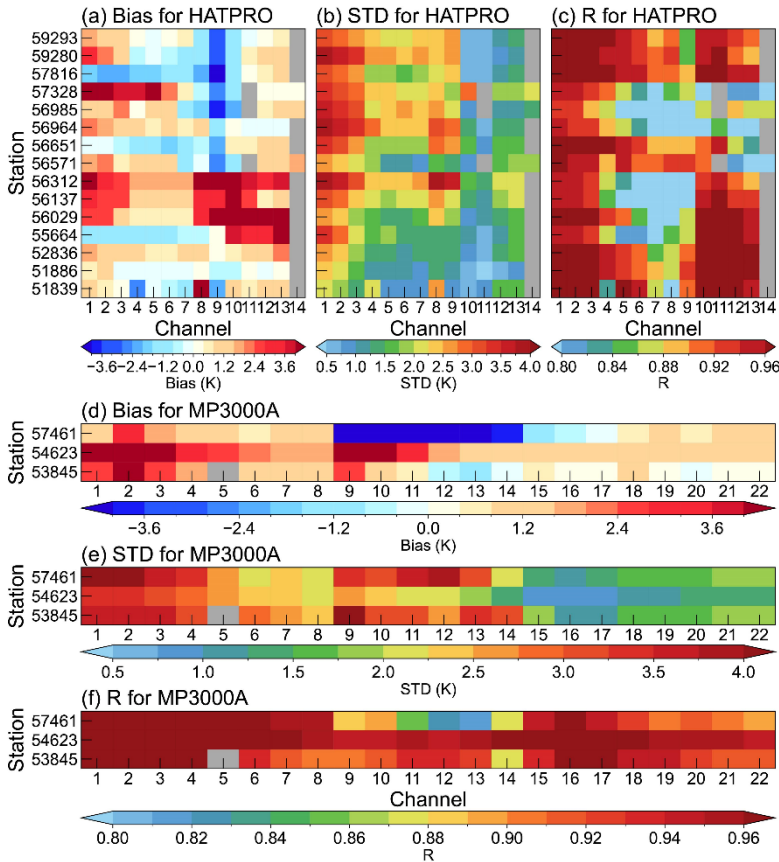 (a) Bias for HATPRO (b) STD for HATPRO (c) R for HATPRO
Station
59293
59280
57816
57328
56985
56964
56651
56571
56312
56137
56029
55664
52836
51886
51839
1 2 3 4 5 6 7 8 9 10 11 12 13 14 1 2 3 4 5 6 7 8 9 10 11 12 13 14 1 2 3 4 5 6 7 8 9 10 11 12 13 14
Channel Channel Channel
−3.6 −2.4 −1.2 0.0 1.2 2.4 3.6 0.5 1.0 1.5 2.0 2.5 3.0 3.5 4.0 0.80 0.84 0.88 0.92 0.96
Bias (K) STD (K) R
(d) Bias for MP3000A
Station
57461
54623
53845
1 2 3 4 5 6 7 8 9 10 11 12 13 14 15 16 17 18 19 20 21 22
−3.6 −2.4 −1.2 0.0 1.2 2.4 3.6
Bias (K)
(e) STD for MP3000A
Station
57461
54623
53845
1 2 3 4 5 6 7 8 9 10 11 12 13 14 15 16 17 18 19 20 21 22
0.5 1.0 1.5 2.0 2.5 3.0 3.5 4.0
STD (K)
(f) R for MP3000A
Station
57461
54623
53845
1 2 3 4 5 6 7 8 9 10 11 12 13 14 15 16 17 18 19 20 21 22
Channel
0.80 0.82 0.84 0.86 0.88 0.90 0.92 0.94 0.96
R